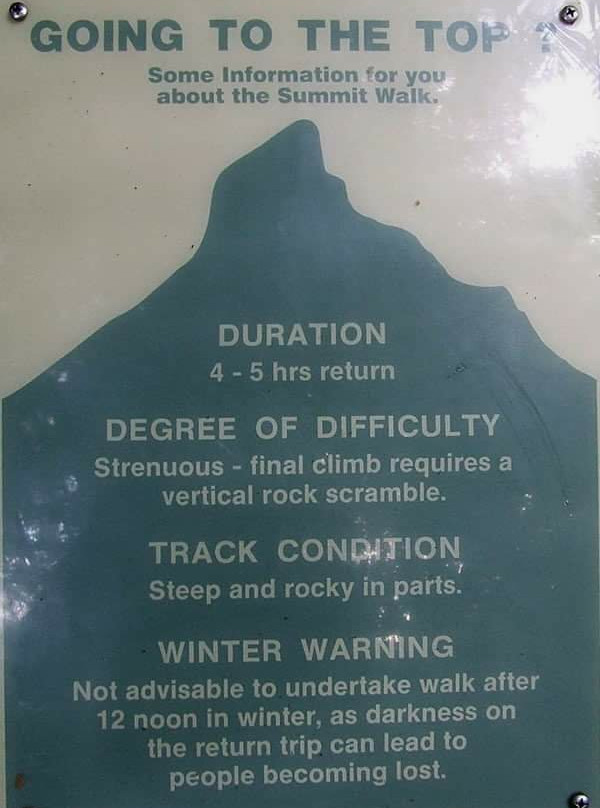 GOING TO THE TOP ?
Some Information for you
about the Summit Walk.
DURATION
4 - 5 hrs return
DEGREE OF DIFFICULTY
Strenuous - final climb requires a
vertical rock scramble.
TRACK CONDITION
Steep and rocky in parts.
WINTER WARNING
Not advisable to undertake walk after
12 noon in winter, as darkness on
the return trip can lead to
people becoming lost.